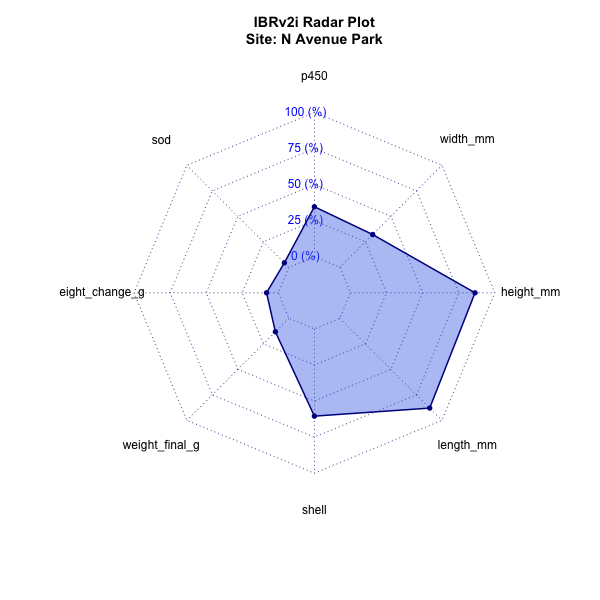 IBRv2i Radar Plot
Site: N Avenue Park
p450
100 (%)
sod
width_mm
75 (%)
50 (%)
25 (%)
0 (%)
eight_change_g
height_mm
weight_final_g
length_mm
shell